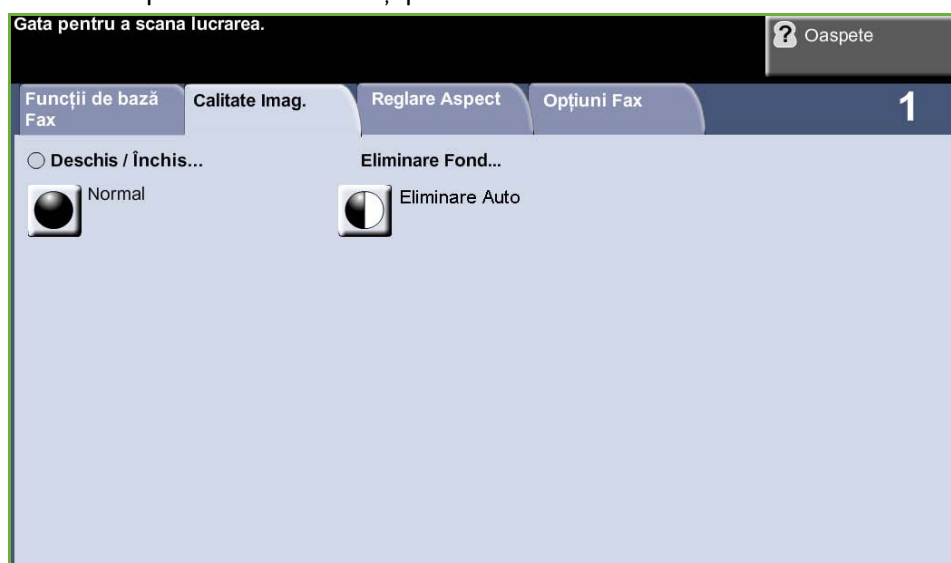 Gata pentru a scana lucrarea.
? Oaspete
Funcții de bază
Fax
Calitate Imag.
Reglare Aspect
Opțiuni Fax
1
Deschis / Închis...
Eliminare Fond...
Normal
Eliminare Auto